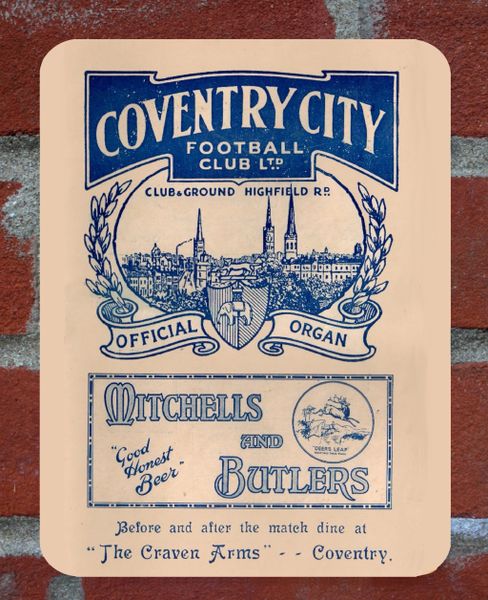 COVENTRY CITY
FOOTBALL
CLUB LTD
CLUB & GROUND HIGHFIELD RD.
OFFICIAL ORGAN
MITCHELLS
AND
BUTLERS
"Good
Honest
Beer"
"DEERS LEAP"
Before and after the match dine at
"The Craven Arms" - - Coventry.